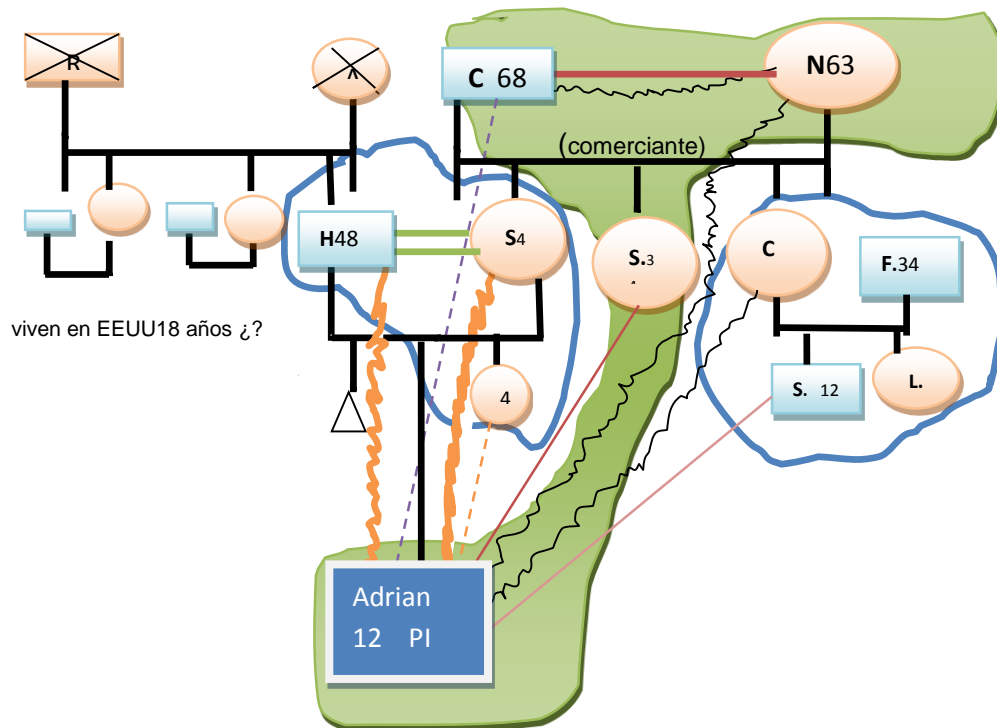 R
C 68
N63
(comerciante)
H48
S4
S.3
C
F.34
viven en EEUU18 años ¿?
4
S. 12
L.
Adrian
12 PI